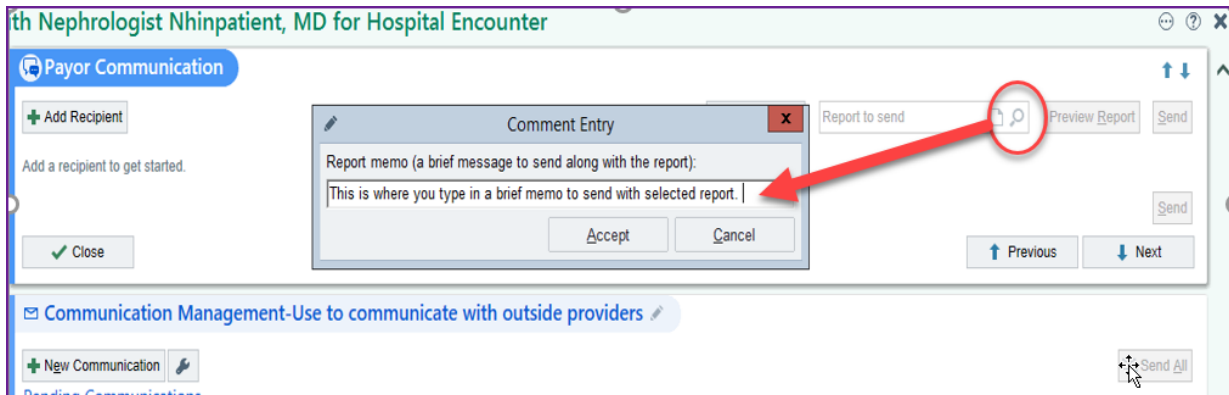 ith Nephrologist Nhinpatient, MD for Hospital Encounter
Payor Communication
Add Recipient
Report to send
Preview Report
Send
Add a recipient to get started.
Comment Entry
Report memo (a brief message to send along with the report):
This is where you type in a brief memo to send with selected report.
Accept
Cancel
Send
Close
Previous
Next
Communication Management-Use to communicate with outside providers
New Communication
Send All
Pending Communications